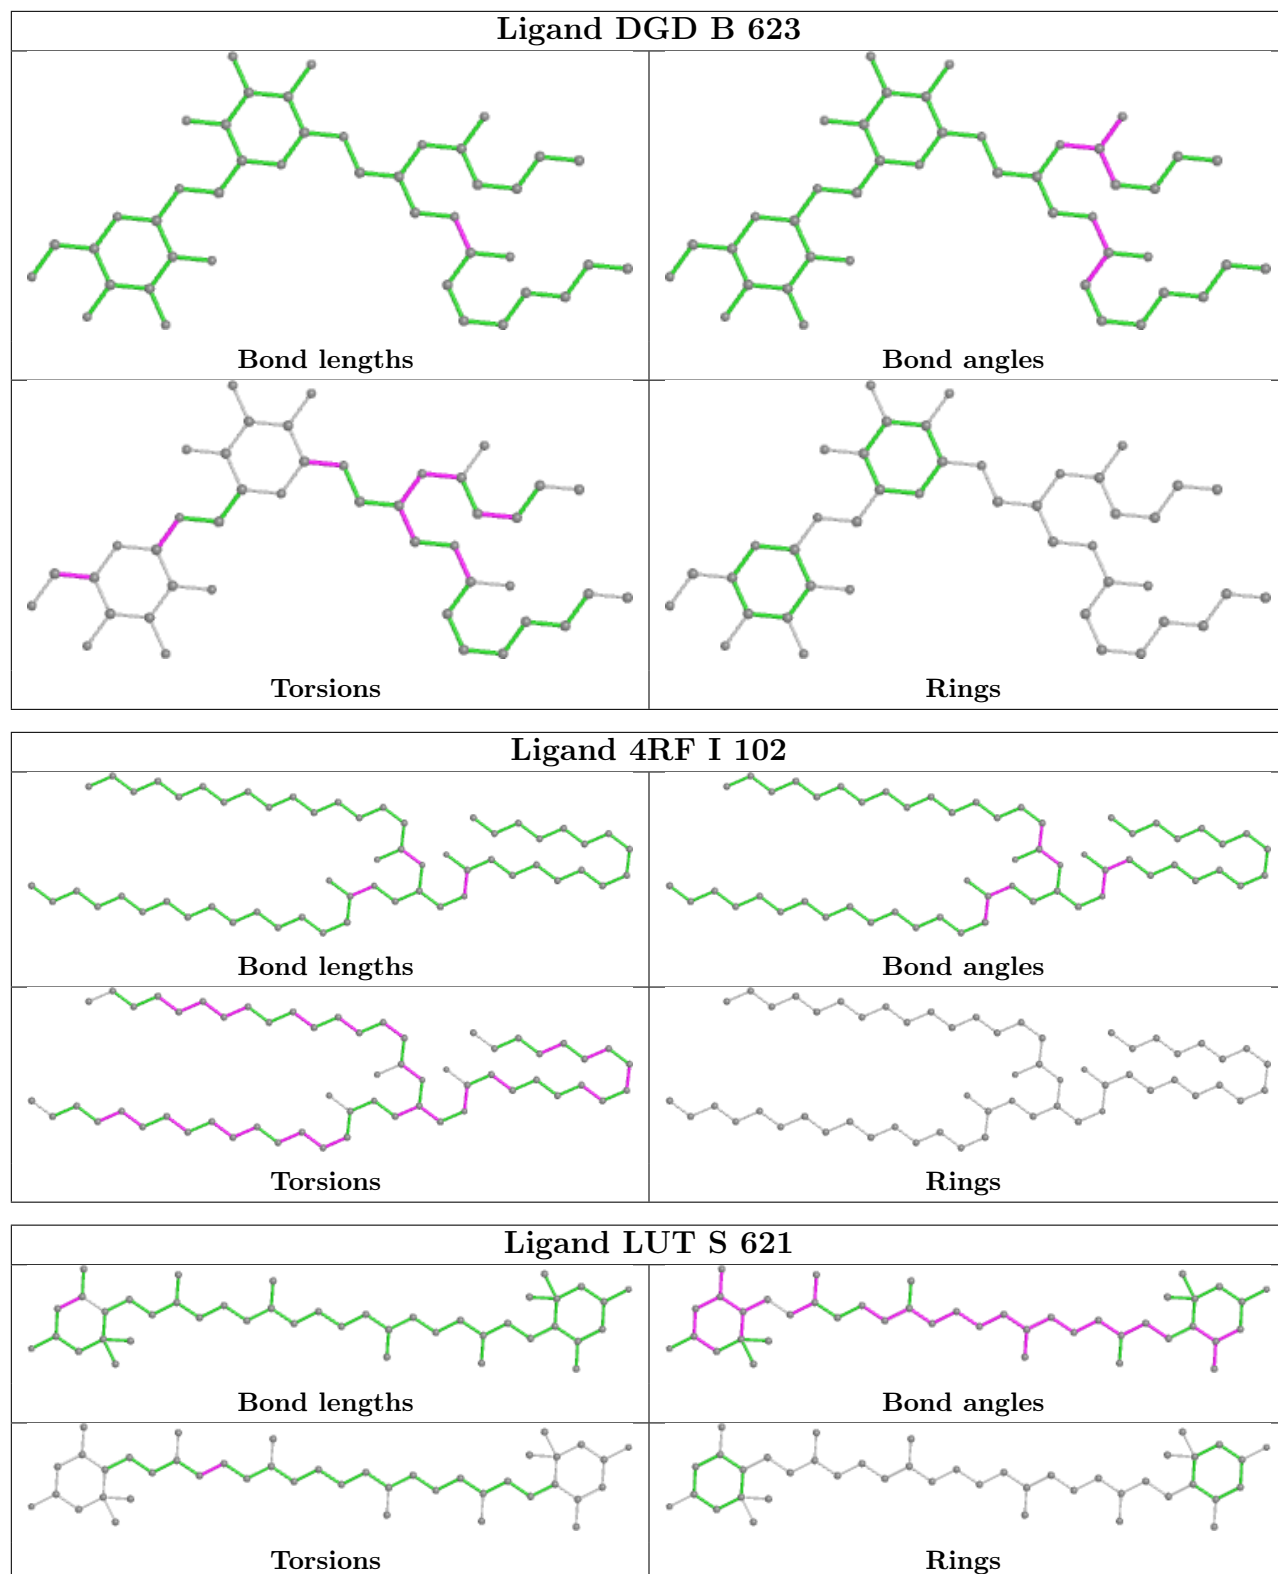 Ligand DGD B 623
Bond lengths
Bond angles
Torsions
Rings
Ligand 4RF I 102
Bond lengths
Bond angles
Torsions
Rings
Ligand LUT S 621
Bond lengths
Bond angles
Torsions
Rings